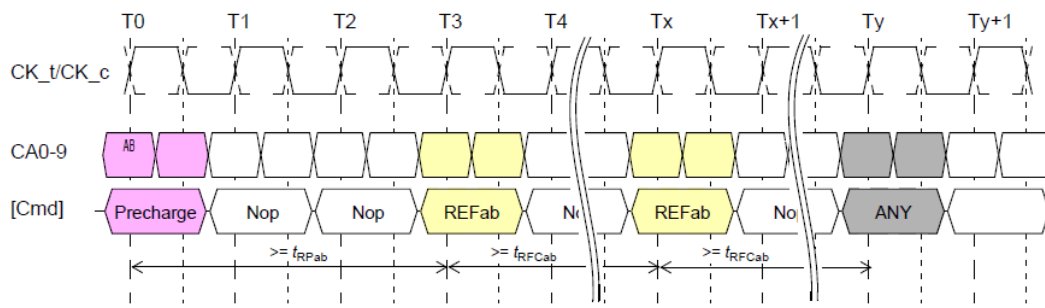 T0 T1 T2 T3 T4 Tx Tx+1 Ty Ty+1
CK_t/CK_c
CA0-9 AB
[Cmd] Precharge Nop Nop REFab REFab ANY
>= tRPab >= tRFCab >= tRFCab